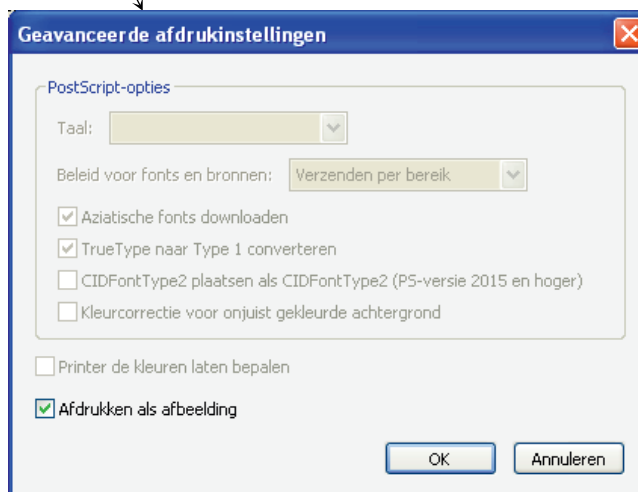 Geavanceerde afdrukinstellingen
PostScript-opties
Taal:
Beleid voor fonts en bronnen: Verzenden per bereik
Aziatische fonts downloaden
TrueType naar Type 1 converteren
CIDFontType2 plaatsen als CIDFontType2 (PS-versie 2015 en hoger)
Kleurcorrectie voor onjuist gekleurde achtergrond
Printer de kleuren laten bepalen
Afdrukken als afbeelding
OK Annuleren